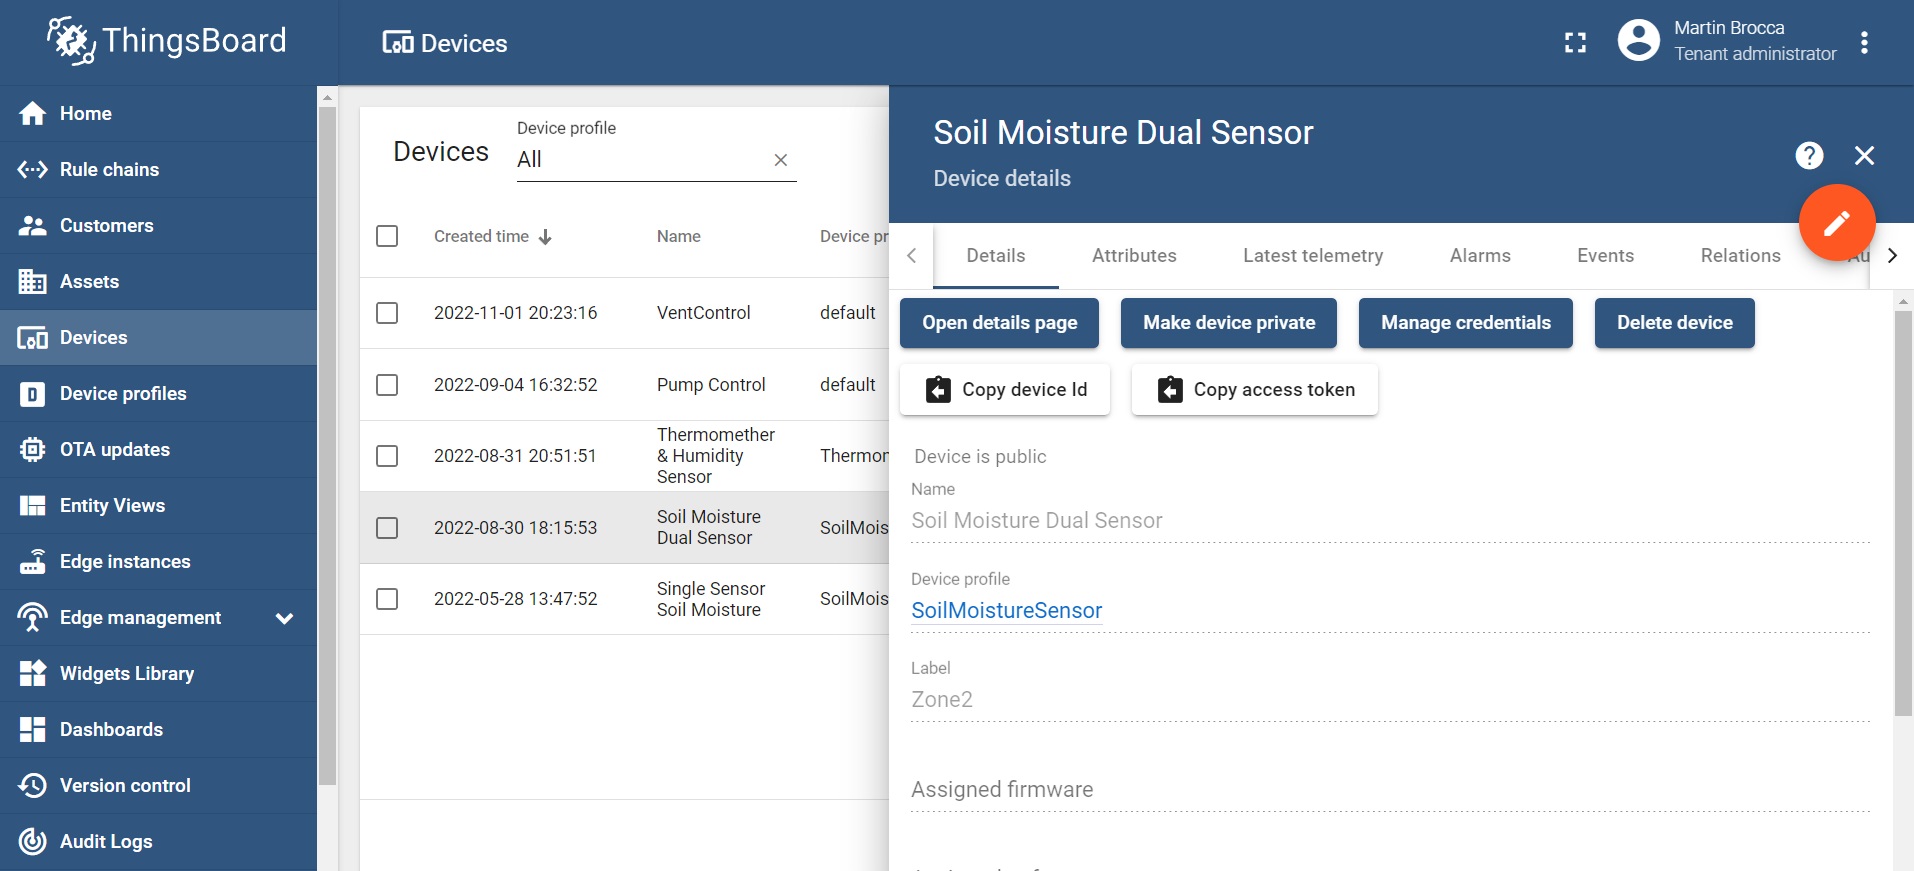 ThingsBoard
Devices
Martin Brocca
Tenant administrator
Home
Rule chains
Customers
Assets
Devices
Device profiles
OTA updates
Entity Views
Edge instances
Edge management
Widgets Library
Dashboards
Version control
Audit Logs
Devices
Device profile
All
Created time Name Device pr
2022-11-01 20:23:16 VentControl default
2022-09-04 16:32:52 Pump Control default
Thermomether
& Humidity
Sensor
2022-08-31 20:51:51 Thermor
Soil Moisture
Dual Sensor
2022-08-30 18:15:53 SoilMois
Single Sensor
Soil Moisture
2022-05-28 13:47:52 SoilMois
Soil Moisture Dual Sensor
Device details
Details Attributes Latest telemetry Alarms Events Relations Au
Open details page Make device private Manage credentials Delete device
Copy device Id Copy access token
Device is public
Name
Soil Moisture Dual Sensor
Device profile
SoilMoistureSensor
Label
Zone2
Assigned firmware